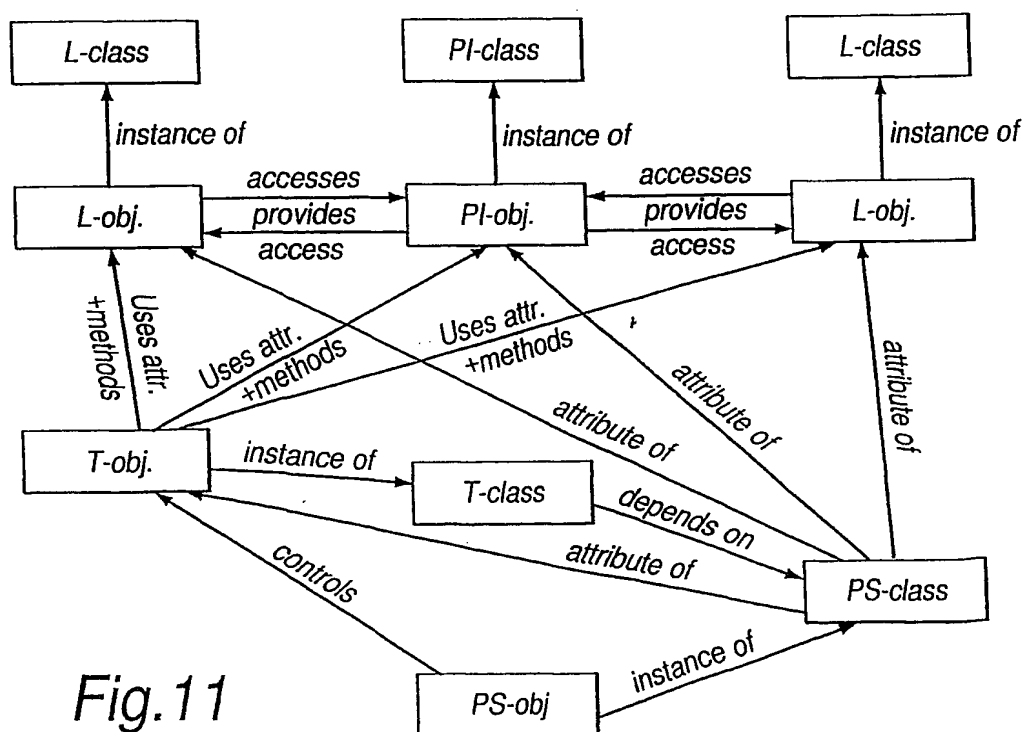 L-class
PI-class
L-class
instance of
instance of
instance of
accesses
accesses
L-obj.
provides
PI-obj.
provides
L-obj.
access
access
Uses attr.
+methods
Uses attr.
+methods
Uses attr.
+methods
attribute of
attribute of
attribute of
T-obj.
instance of
T-class
depends on
attribute of
controls
PS-class
instance of
PS-obj
Fig.11